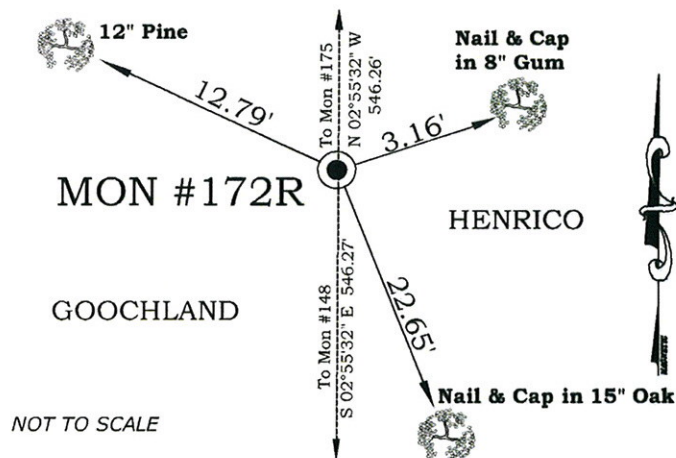 12" Pine
Nail & Cap
in 8" Gum
12.79'
To Mon #175
N 02°55'32" W
546.26'
3.16'
MON #172R
HENRICO
GOOCHLAND
To Mon #148
S 02°55'32" E 546.27'
22.65'
Nail & Cap in 15" Oak
NOT TO SCALE